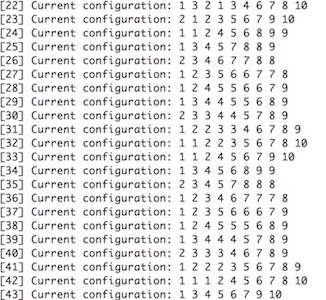 [22] Current configuration: 1 3 2 1 3 4 6 7 8 10
[23] Current configuration: 2 1 2 3 5 6 7 9 10
[24] Current configuration: 1 1 2 4 5 6 8 9 9
[25] Current configuration: 1 3 4 5 7 8 8 9
[26] Current configuration: 2 3 4 6 7 7 8 8
[27] Current configuration: 1 2 3 5 6 6 7 7 8
[28] Current configuration: 1 2 4 5 5 6 6 7 9
[29] Current configuration: 1 3 4 4 5 5 6 8 9
[30] Current configuration: 2 3 3 4 4 5 7 8 9
[31] Current configuration: 1 2 2 3 3 4 6 7 8 9
[32] Current configuration: 1 1 2 2 3 5 6 7 8 10
[33] Current configuration: 1 1 2 4 5 6 7 9 10
[34] Current configuration: 1 3 4 5 6 8 9 9
[35] Current configuration: 2 3 4 5 7 8 8 8
[36] Current configuration: 1 2 3 4 6 7 7 7 8
[37] Current configuration: 1 2 3 5 6 6 6 7 9
[38] Current configuration: 1 2 4 5 5 5 6 8 9
[39] Current configuration: 1 3 4 4 4 5 7 8 9
[40] Current configuration: 2 3 3 3 4 6 7 8 9
[41] Current configuration: 1 2 2 2 3 5 6 7 8 9
[42] Current configuration: 1 1 1 2 4 5 6 7 8 10
[43] Current configuration: 1 3 4 5 6 7 9 10